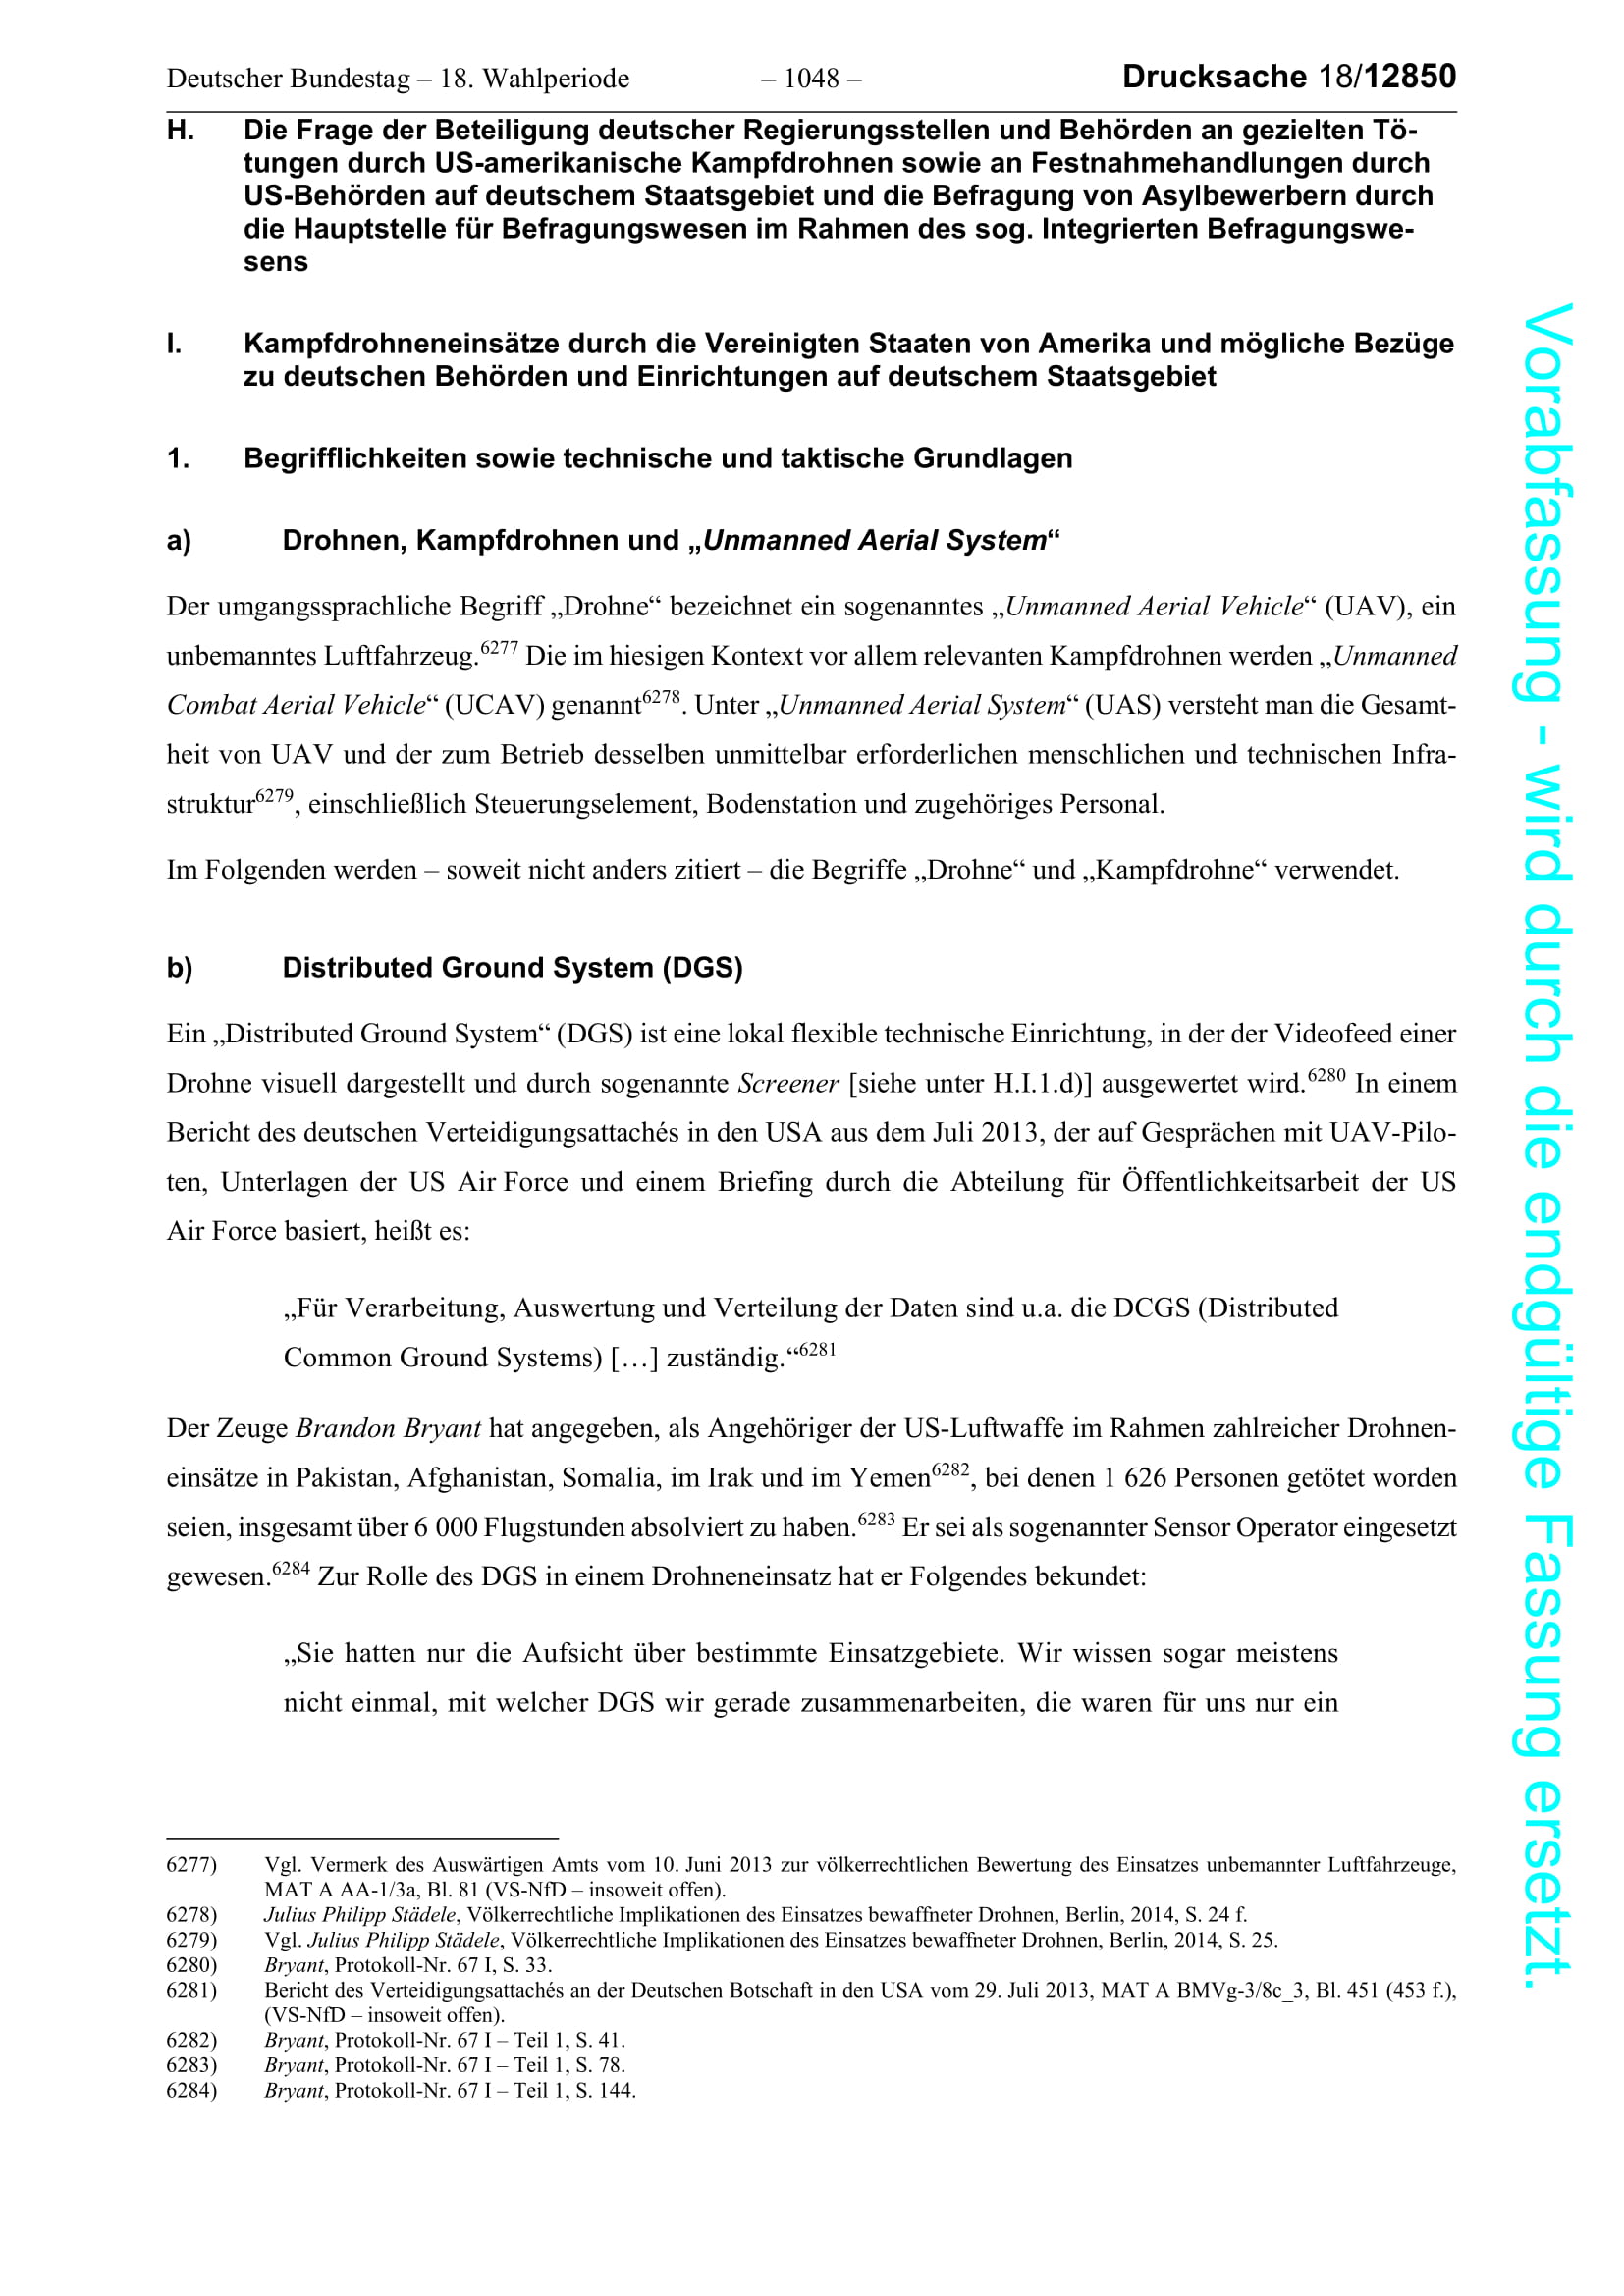 Deutscher Bundestag – 18. Wahlperiode – 1048 – Drucksache 18/12850
H. Die Frage der Beteiligung deutscher Regierungsstellen und Behörden an gezielten Tö-
tungen durch US-amerikanische Kampfdrohnen sowie an Festnahmehandlungen durch
US-Behörden auf deutschem Staatsgebiet und die Befragung von Asylbewerbern durch
die Hauptstelle für Befragungswesen im Rahmen des sog. Integrierten Befragungswe-
sens
I. Kampfdrohneneinsätze durch die Vereinigten Staaten von Amerika und mögliche Bezüge
zu deutschen Behörden und Einrichtungen auf deutschem Staatsgebiet
1. Begrifflichkeiten sowie technische und taktische Grundlagen
a) Drohnen, Kampfdrohnen und „Unmanned Aerial System“
Der umgangssprachliche Begriff „Drohne“ bezeichnet ein sogenanntes „Unmanned Aerial Vehicle“ (UAV), ein
unbemanntes Luftfahrzeug.6277 Die im hiesigen Kontext vor allem relevanten Kampfdrohnen werden „Unmanned
Combat Aerial Vehicle“ (UCAV) genannt6278. Unter „Unmanned Aerial System“ (UAS) versteht man die Gesamt-
heit von UAV und der zum Betrieb desselben unmittelbar erforderlichen menschlichen und technischen Infra-
struktur6279, einschließlich Steuerungselement, Bodenstation und zugehöriges Personal.
Im Folgenden werden – soweit nicht anders zitiert – die Begriffe „Drohne“ und „Kampfdrohne“ verwendet.
b) Distributed Ground System (DGS)
Ein „Distributed Ground System“ (DGS) ist eine lokal flexible technische Einrichtung, in der der Videofeed einer
Drohne visuell dargestellt und durch sogenannte Screener [siehe unter H.I.1.d)] ausgewertet wird.6280 In einem
Bericht des deutschen Verteidigungsattachés in den USA aus dem Juli 2013, der auf Gesprächen mit UAV-Pilo-
ten, Unterlagen der US Air Force und einem Briefing durch die Abteilung für Öffentlichkeitsarbeit der US
Air Force basiert, heißt es:
„Für Verarbeitung, Auswertung und Verteilung der Daten sind u.a. die DCGS (Distributed
Common Ground Systems) […] zuständig.“6281
Der Zeuge Brandon Bryant hat angegeben, als Angehöriger der US-Luftwaffe im Rahmen zahlreicher Drohnen-
einsätze in Pakistan, Afghanistan, Somalia, im Irak und im Yemen6282, bei denen 1 626 Personen getötet worden
seien, insgesamt über 6 000 Flugstunden absolviert zu haben.6283 Er sei als sogenannter Sensor Operator eingesetzt
gewesen.6284 Zur Rolle des DGS in einem Drohneneinsatz hat er Folgendes bekundet:
„Sie hatten nur die Aufsicht über bestimmte Einsatzgebiete. Wir wissen sogar meistens
nicht einmal, mit welcher DGS wir gerade zusammenarbeiten, die waren für uns nur ein
6277) Vgl. Vermerk des Auswärtigen Amts vom 10. Juni 2013 zur völkerrechtlichen Bewertung des Einsatzes unbemannter Luftfahrzeuge,
MAT A AA-1/3a, Bl. 81 (VS-NfD – insoweit offen).
6278) Julius Philipp Städele, Völkerrechtliche Implikationen des Einsatzes bewaffneter Drohnen, Berlin, 2014, S. 24 f.
6279) Vgl. Julius Philipp Städele, Völkerrechtliche Implikationen des Einsatzes bewaffneter Drohnen, Berlin, 2014, S. 25.
6280) Bryant, Protokoll-Nr. 67 I, S. 33.
6281) Bericht des Verteidigungsattachés an der Deutschen Botschaft in den USA vom 29. Juli 2013, MAT A BMVg-3/8c_3, Bl. 451 (453 f.),
(VS-NfD – insoweit offen).
6282) Bryant, Protokoll-Nr. 67 I – Teil 1, S. 41.
6283) Bryant, Protokoll-Nr. 67 I – Teil 1, S. 78.
6284) Bryant, Protokoll-Nr. 67 I – Teil 1, S. 144.
Vorabfassung - wird durch die endgültige Fassung ersetzt.